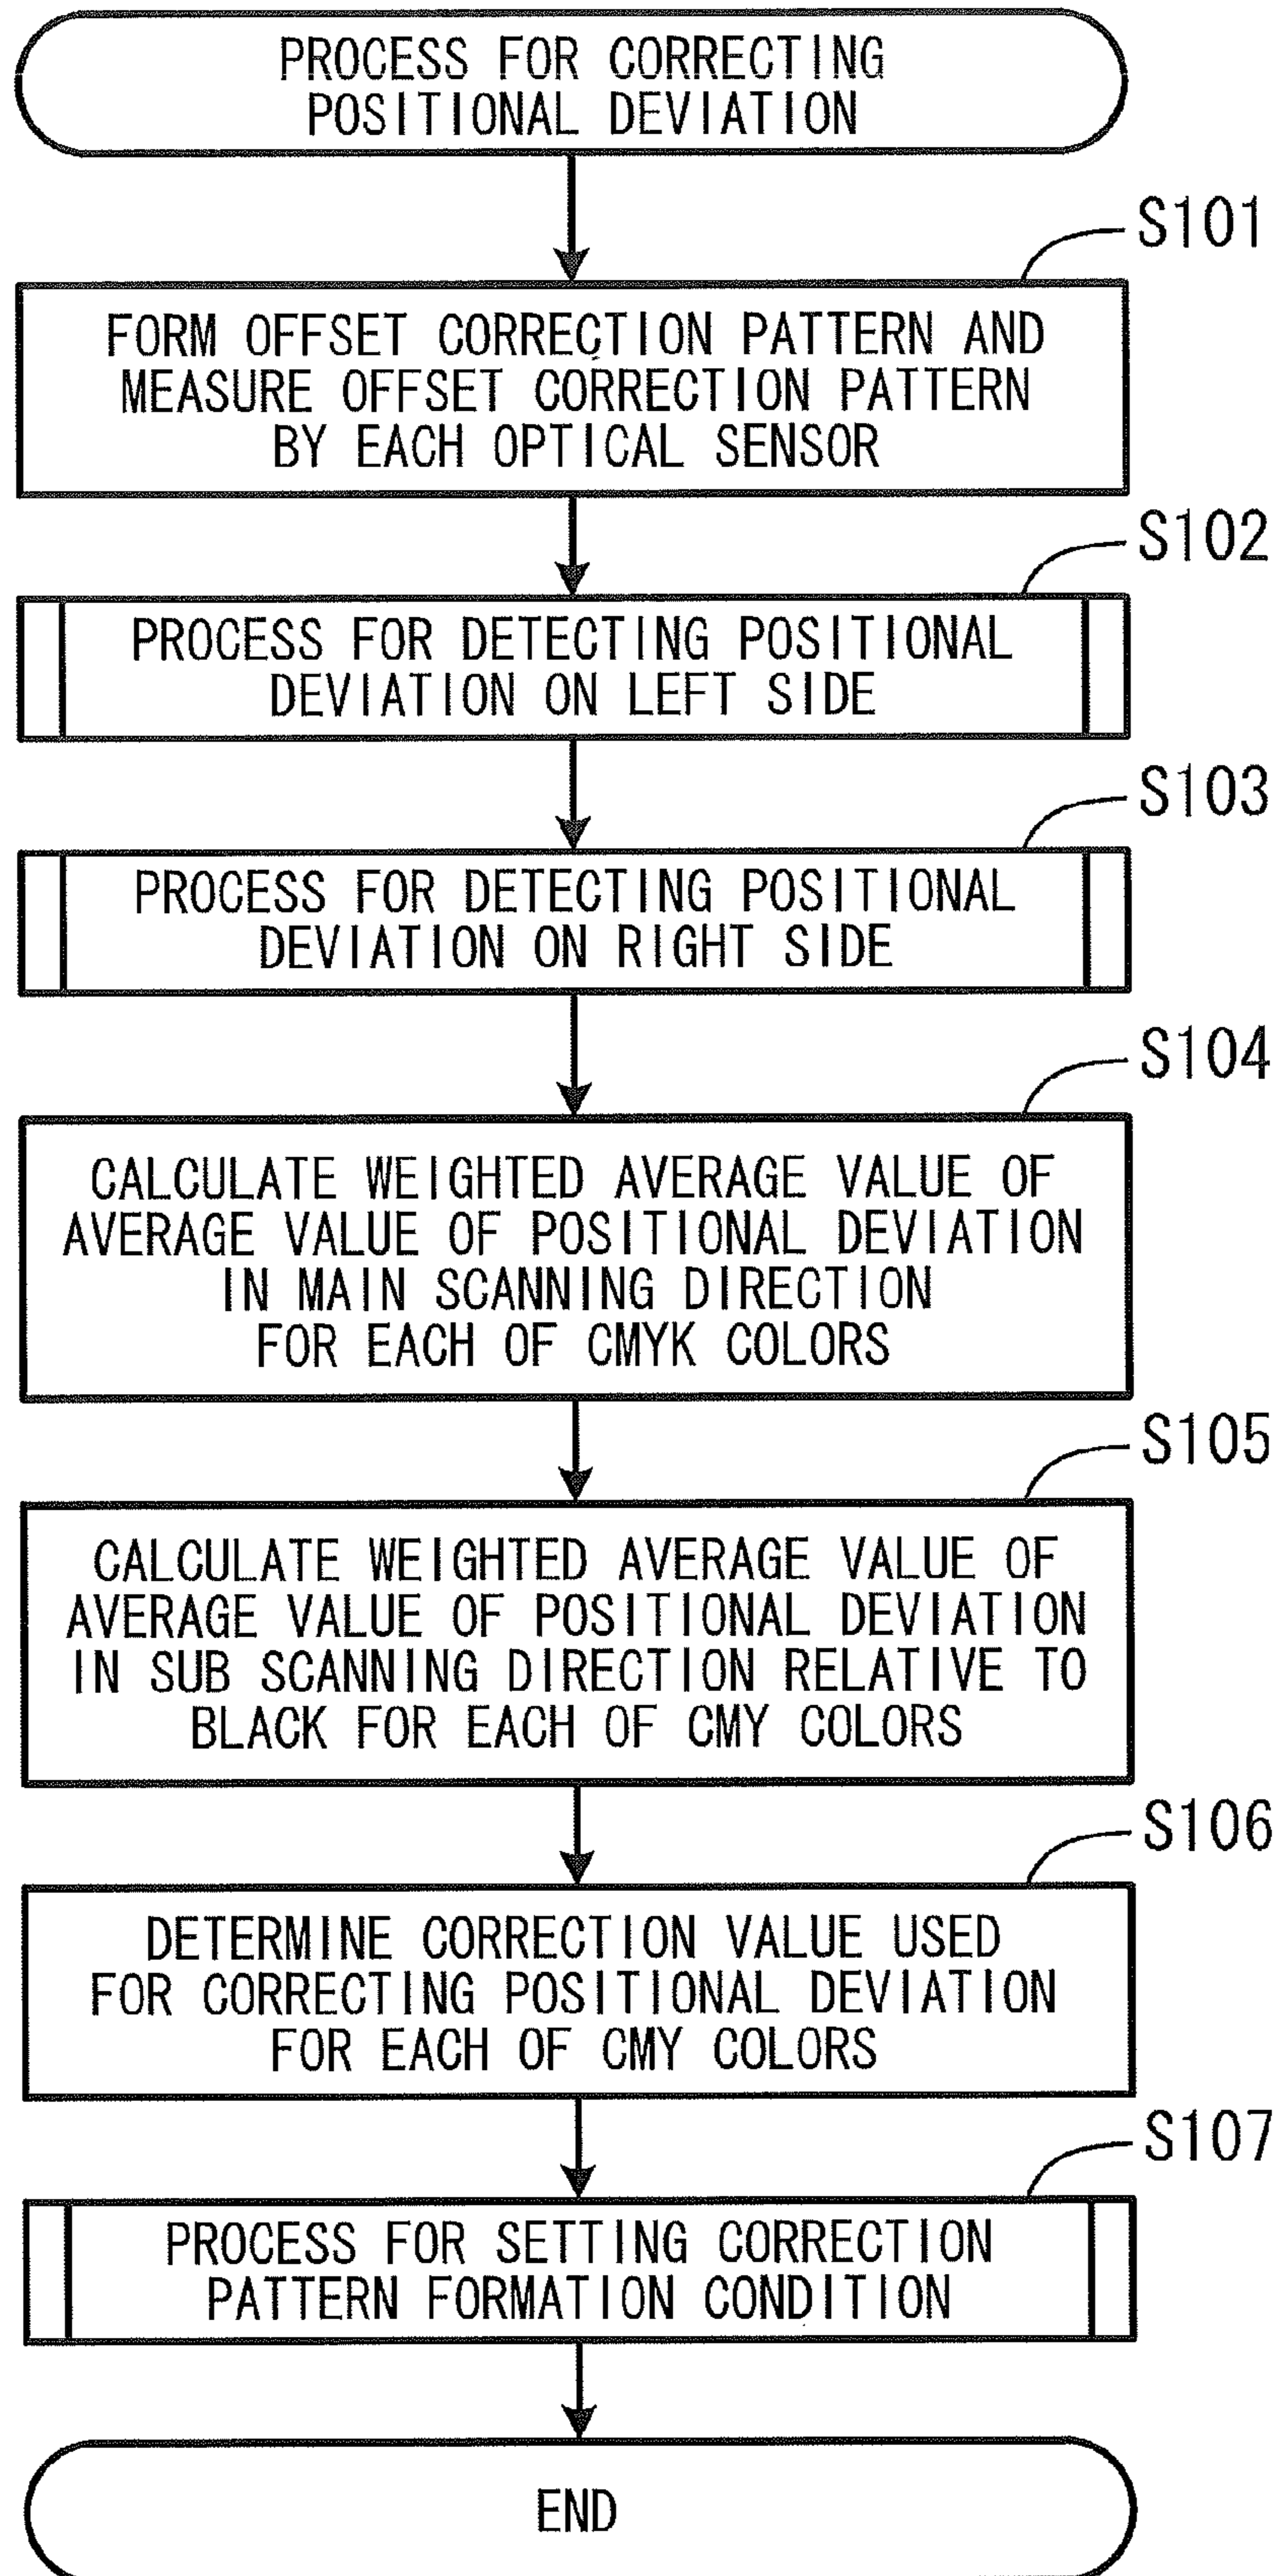 PROCESS FOR CORRECTING
POSITIONAL DEVIATION
S101
FORM OFFSET CORRECTION PATTERN AND
MEASURE OFFSET CORRECTION PATTERN
BY EACH OPTICAL SENSOR
S102
PROCESS FOR DETECTING POSITIONAL
DEVIATION ON LEFT SIDE
S103
PROCESS FOR DETECTING POSITIONAL
DEVIATION ON RIGHT SIDE
S104
CALCULATE WEIGHTED AVERAGE VALUE OF
AVERAGE VALUE OF POSITIONAL DEVIATION
IN MAIN SCANNING DIRECTION
FOR EACH OF CMYK COLORS
S105
CALCULATE WEIGHTED AVERAGE VALUE OF
AVERAGE VALUE OF POSITIONAL DEVIATION
IN SUB SCANNING DIRECTION RELATIVE TO
BLACK FOR EACH OF CMY COLORS
S106
DETERMINE CORRECTION VALUE USED
FOR CORRECTING POSITIONAL DEVIATION
FOR EACH OF CMY COLORS
S107
PROCESS FOR SETTING CORRECTION
PATTERN FORMATION CONDITION
END